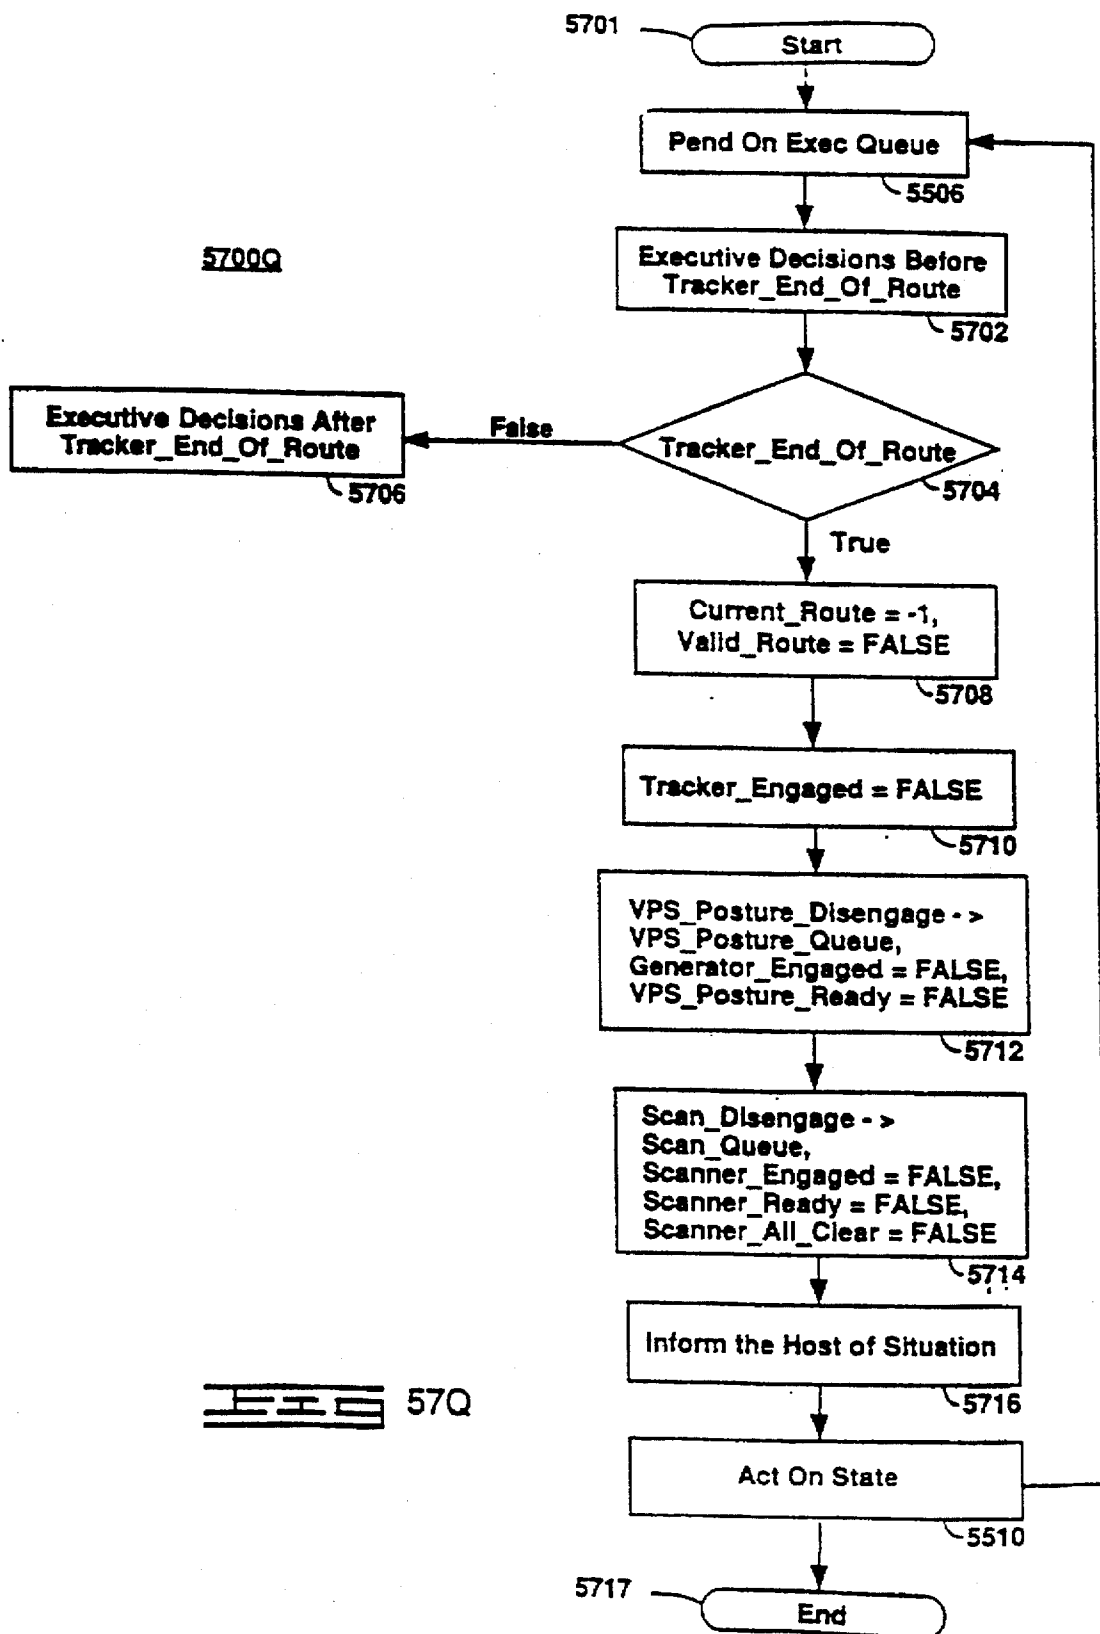 5701
Start
Pend On Exec Queue
5506
5700Q
Executive Decisions Before
Tracker_End_Of_Route
5702
Executive Decisions After
Tracker_End_Of_Route
5706
False
Tracker_End_Of_Route
5704
True
Current_Route = -1,
Valid_Route = FALSE
5708
Tracker_Engaged = FALSE
5710
VPS_Posture_Disengage - >
VPS_Posture_Queue,
Generator_Engaged = FALSE,
VPS_Posture_Ready = FALSE
5712
Scan_Disengage - >
Scan_Queue,
Scanner_Engaged = FALSE,
Scanner_Ready = FALSE,
Scanner_All_Clear = FALSE
5714
Inform the Host of Situation
5716
FIG 57Q
Act On State
5510
5717
End